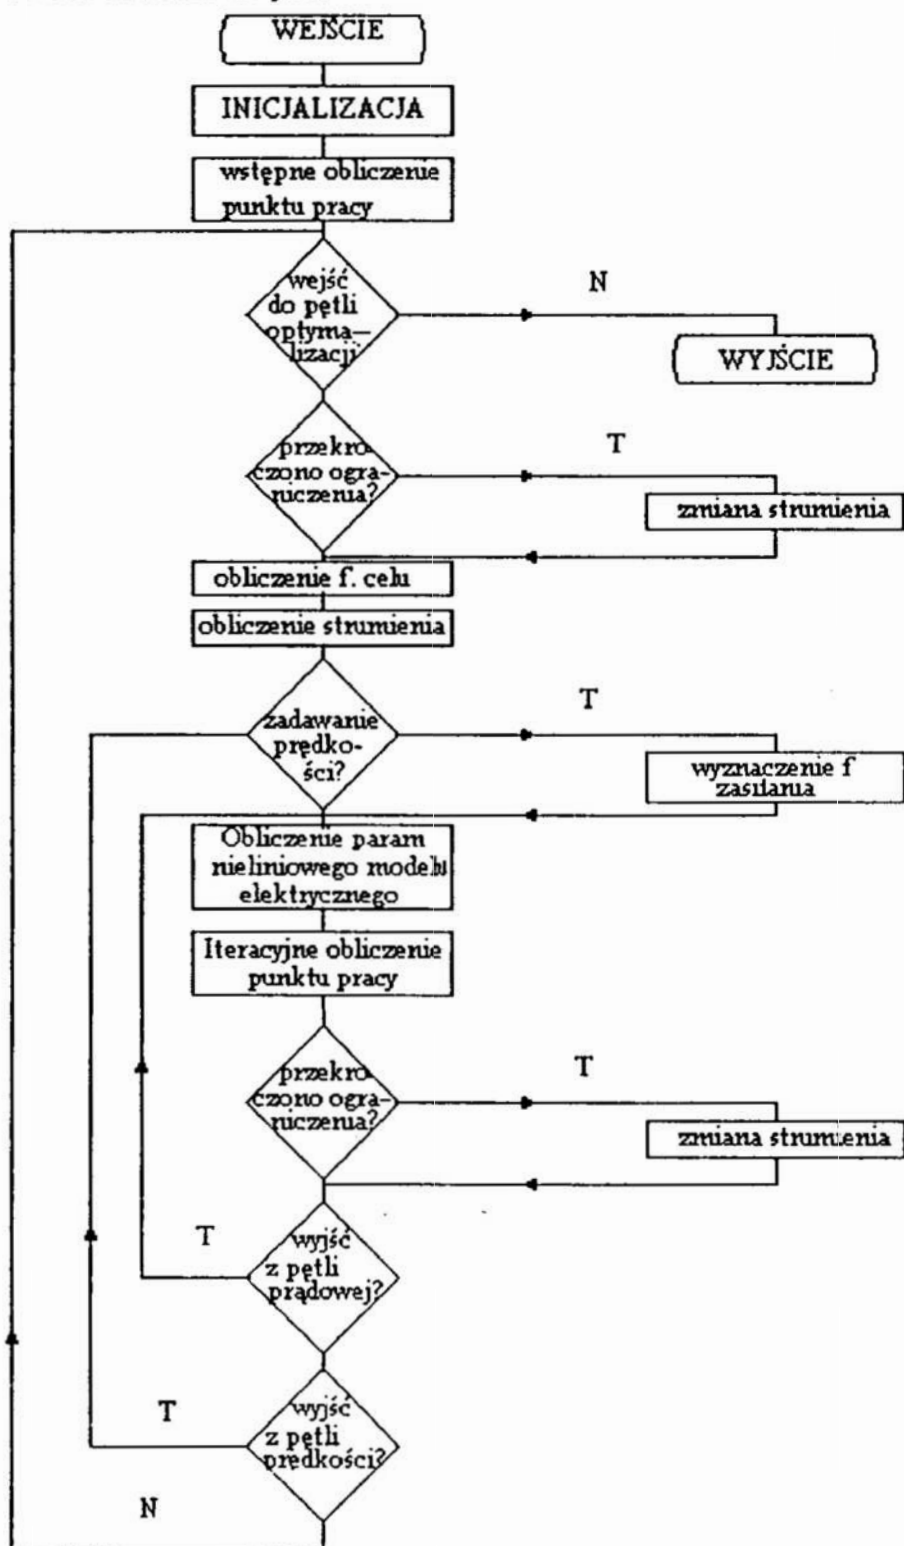 WEJŚCIE
INICJALIZACJA
wstępne obliczenie
punktu pracy
wejść
do pętli
optyma–
lizacji
N
WYJŚCIE
przekro-
czono ogra-
niczenia?
T
zmiana strumienia
obliczenie f. celu
obliczenie strumienia
zadawanie
prędko-
ści?
T
wyznaczenie f
zasilania
Obliczenie param
nieliniowego modelu
elektrycznego
Iteracyjne obliczenie
punktu pracy
przekro-
czono ogra-
niczenia?
T
zmiana strumienia
wyjść
z pętli
prądowej?
T
wyjść
z pętli
prędkości?
T
N